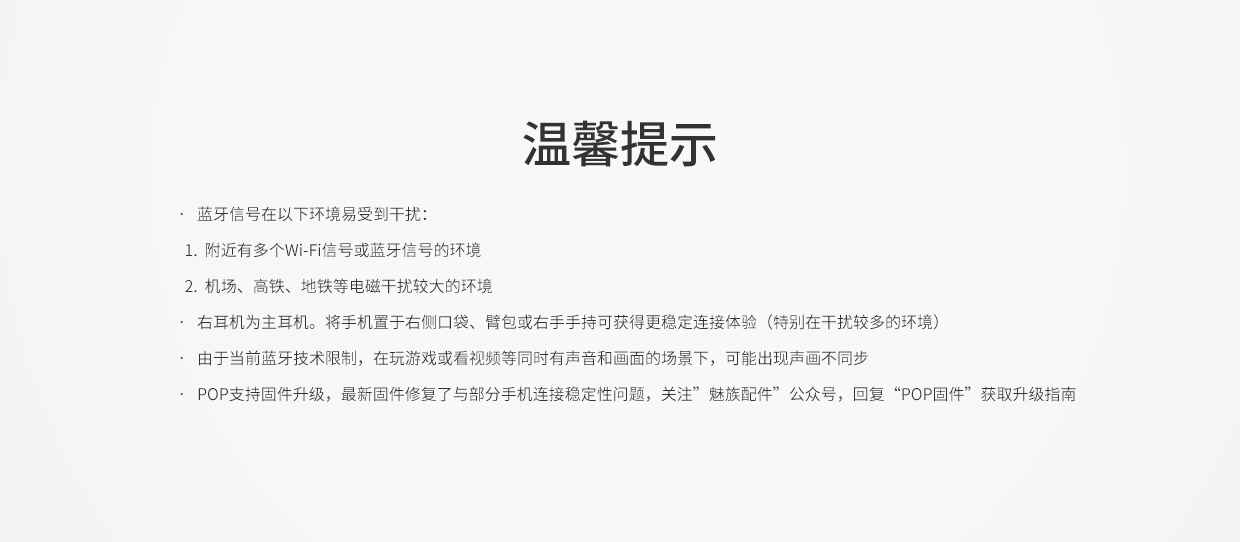 温馨提示
· 蓝牙信号在以下环境易受到干扰：
1. 附近有多个Wi-Fi信号或蓝牙信号的环境
2. 机场、高铁、地铁等电磁干扰较大的环境
· 右耳机为主耳机。将手机置于右侧口袋、臂包或右手手持可获得更稳定连接体验（特别在干扰较多的环境）
· 由于当前蓝牙技术限制，在玩游戏或看视频等同时有声音和画面的场景下，可能出现声画不同步
· POP支持固件升级，最新固件修复了与部分手机连接稳定性问题，关注”魅族配件”公众号，回复“POP固件”获取升级指南